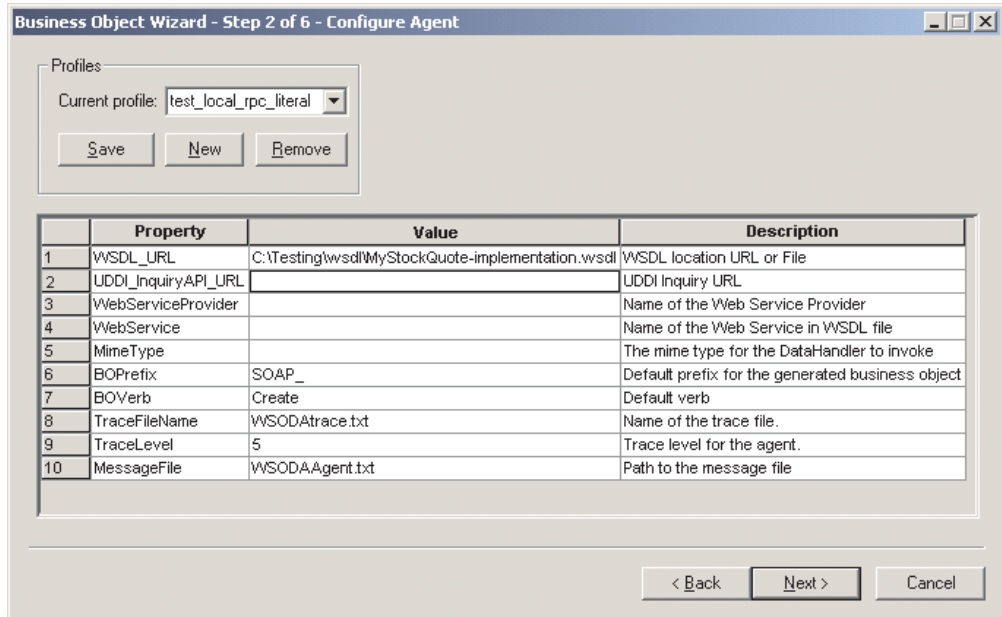 Business Object Wizard - Step 2 of 6 - Configure Agent
Profiles
Current profile: test_local_rpc_literal
Save New Remove
Property Value Description
1 WSDL_URL C:\Testing\wsdl\MyStockQuote-implementation.wsdl WSDL location URL or File
2 UDDI_InquiryAPI_URL UDDI Inquiry URL
3 WebServiceProvider Name of the Web Service Provider
4 WebService Name of the Web Service in WSDL file
5 MimeType The mime type for the DataHandler to invoke
6 BOPrefix SOAP_ Default prefix for the generated business object
7 BOVerb Create Default verb
8 TraceFileName WSODAtrace.txt Name of the trace file.
9 TraceLevel 5 Trace level for the agent.
10 MessageFile WSODAAgent.txt Path to the message file
< Back Next > Cancel